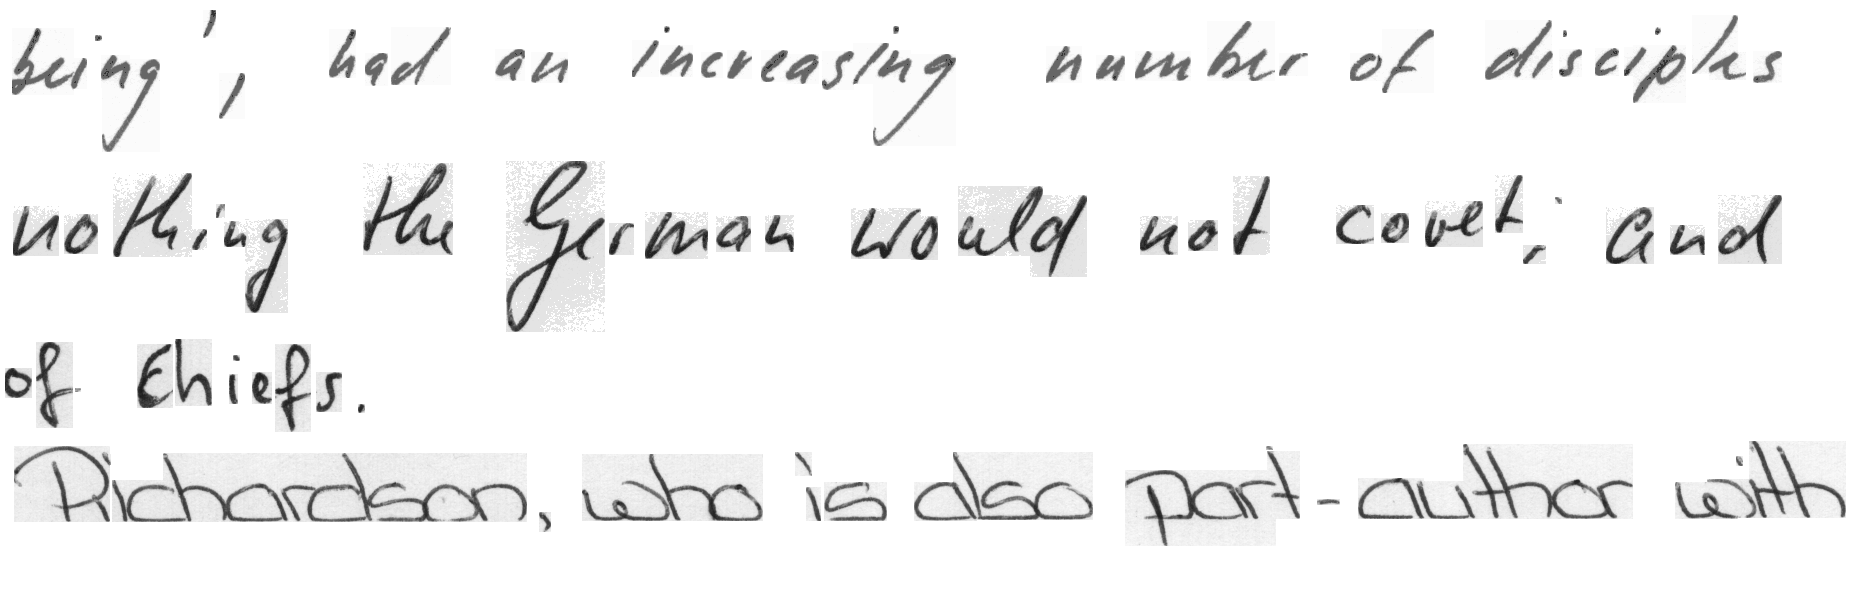 being', had an increasing number of disciples
nothing the German would not covet; and
of Chiefs.
Richardson, who is also part-author with